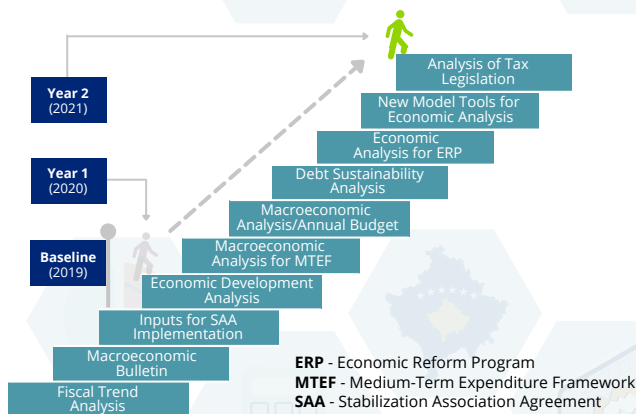 Analysis of Tax
Legislation
Year 2
(2021)
New Model Tools for
Economic Analysis
Economic
Analysis for ERP
Year 1
(2020)
Debt Sustainability
Analysis
Macroeconomic
Analysis/Annual Budget
Baseline
(2019)
Macroeconomic
Analysis for MTEF
Economic Development
Analysis
Inputs for SAA
Implementation
Macroeconomic
Bulletin
Fiscal Trend
Analysis
ERP - Economic Reform Program
MTEF - Medium-Term Expenditure Framework
SAA - Stabilization Association Agreement